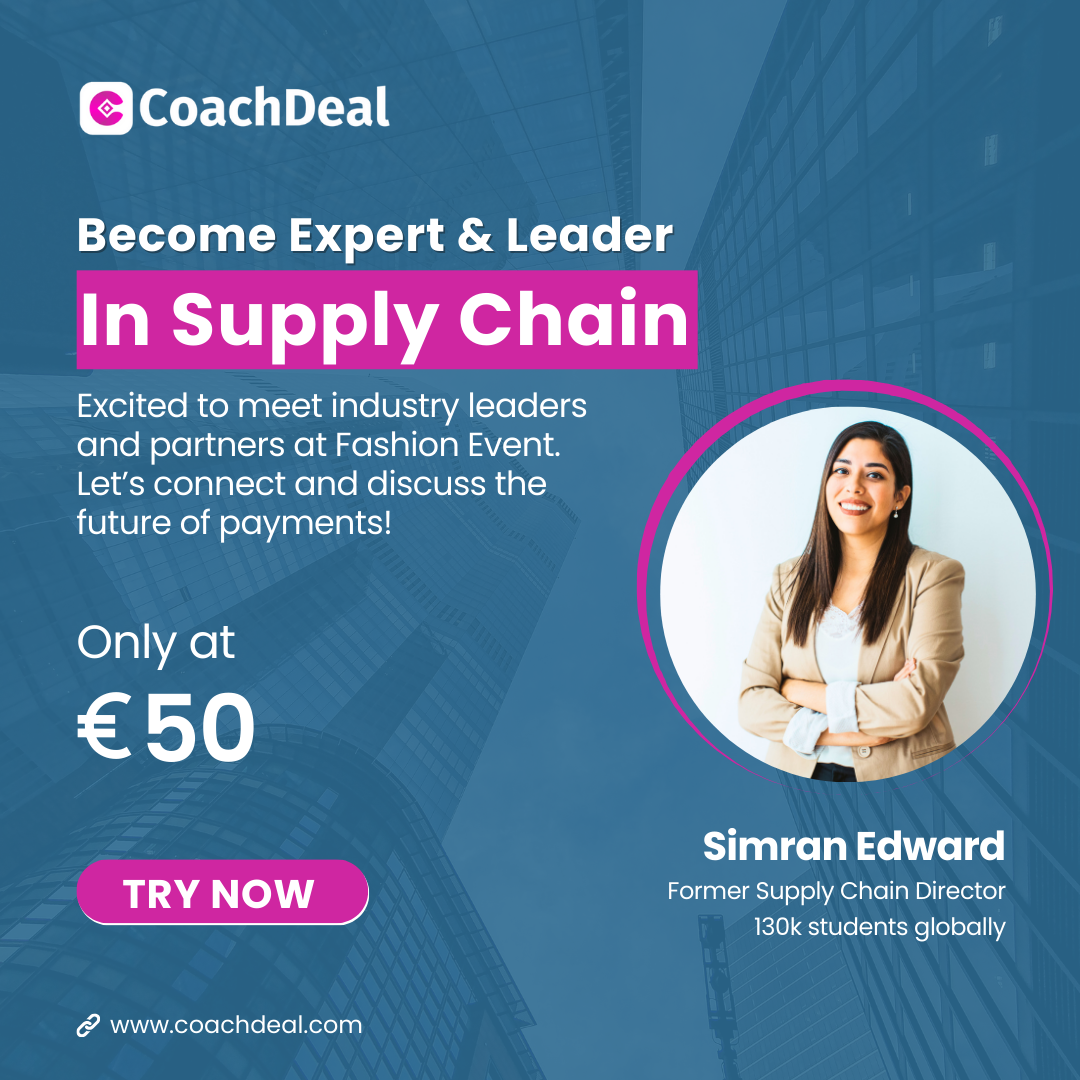 CoachDeal
Become Expert & Leader
In Supply Chain
Excited to meet industry leaders
and partners at Fashion Event.
Let’s connect and discuss the
future of payments!
Only at
€50
TRY NOW
Simran Edward
Former Supply Chain Director
130k students globally
www.coachdeal.com